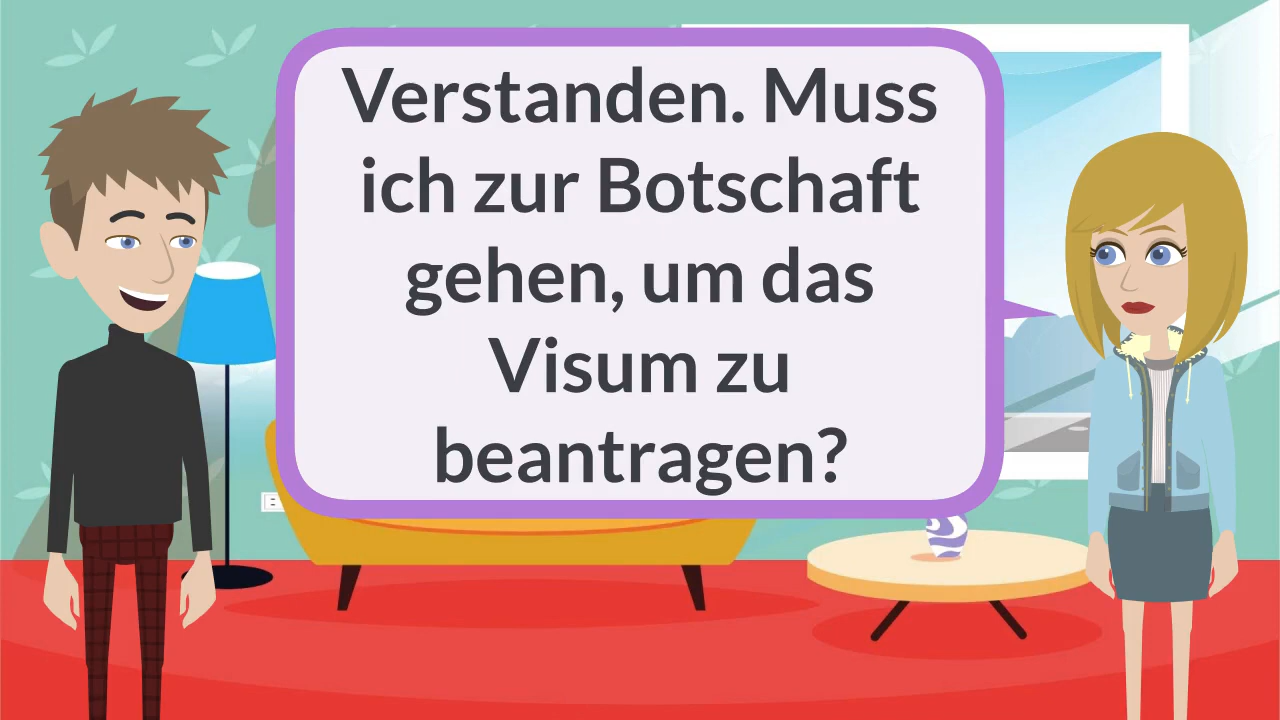 Verstanden. Muss
ich zur Botschaft
gehen, um das
Visum zu
beantragen?